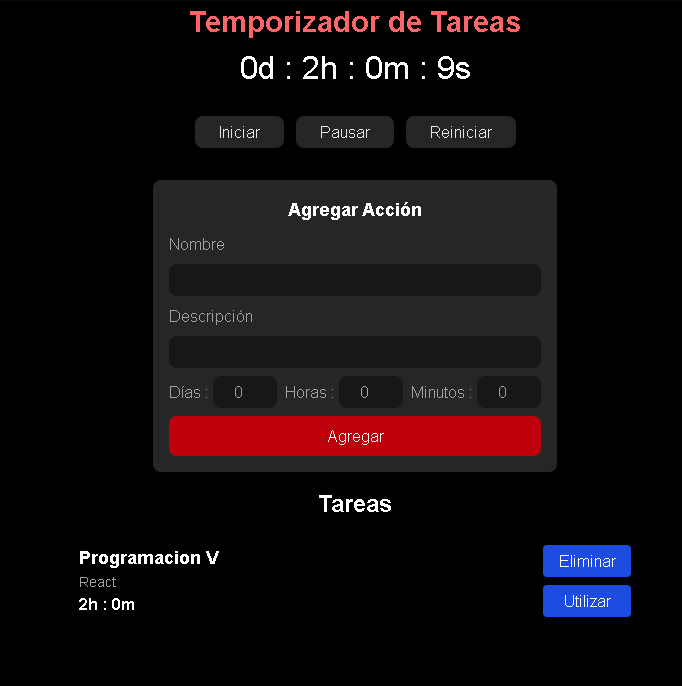 Temporizador de Tareas
0d : 2h : 0m : 9s
Iniciar Pausar Reiniciar
Agregar Acción
Nombre
Descripción
Días : 0 Horas : 0 Minutos : 0
Agregar
Tareas
Programacion V
React
2h : 0m
Eliminar
Utilizar